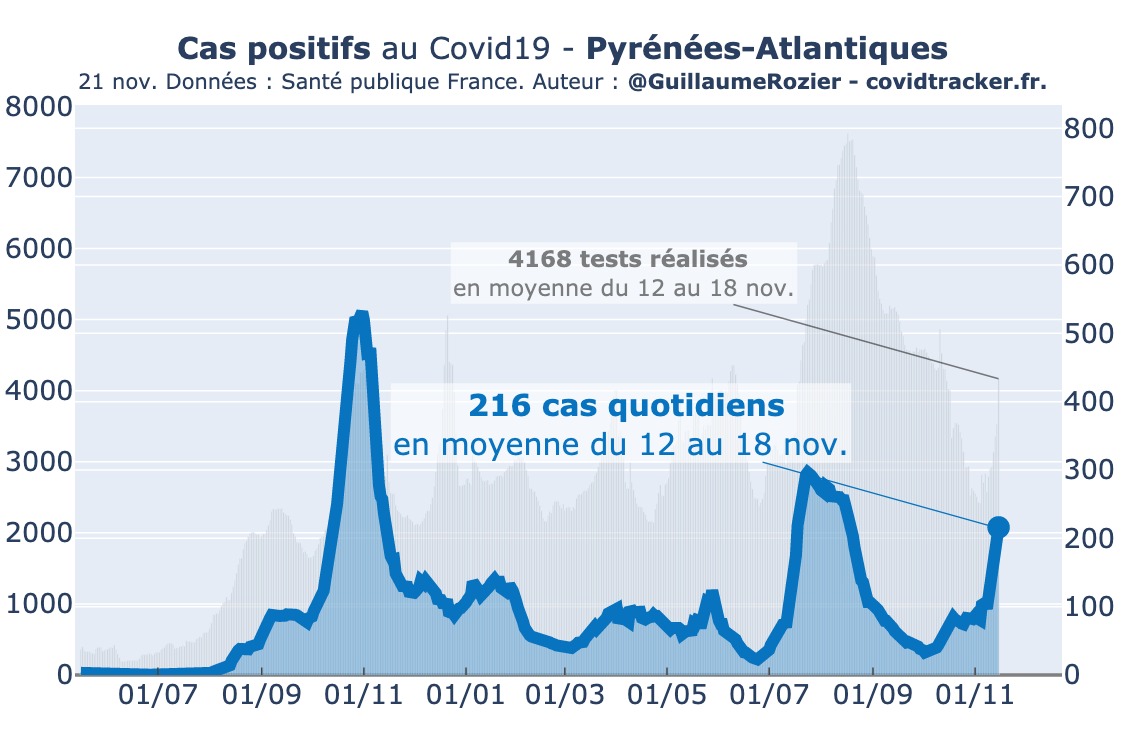 Cas positifs au Covid19 - Pyrénées-Atlantiques
21 nov. Données : Santé publique France. Auteur : @GuillaumeRozier - covidtracker.fr.
8000
7000
6000
5000
4000
3000
2000
1000
0
800
700
600
500
400
300
200
100
0
4168 tests réalisés
en moyenne du 12 au 18 nov.
216 cas quotidiens
en moyenne du 12 au 18 nov.
01/07 01/09 01/11 01/01 01/03 01/05 01/07 01/09 01/11